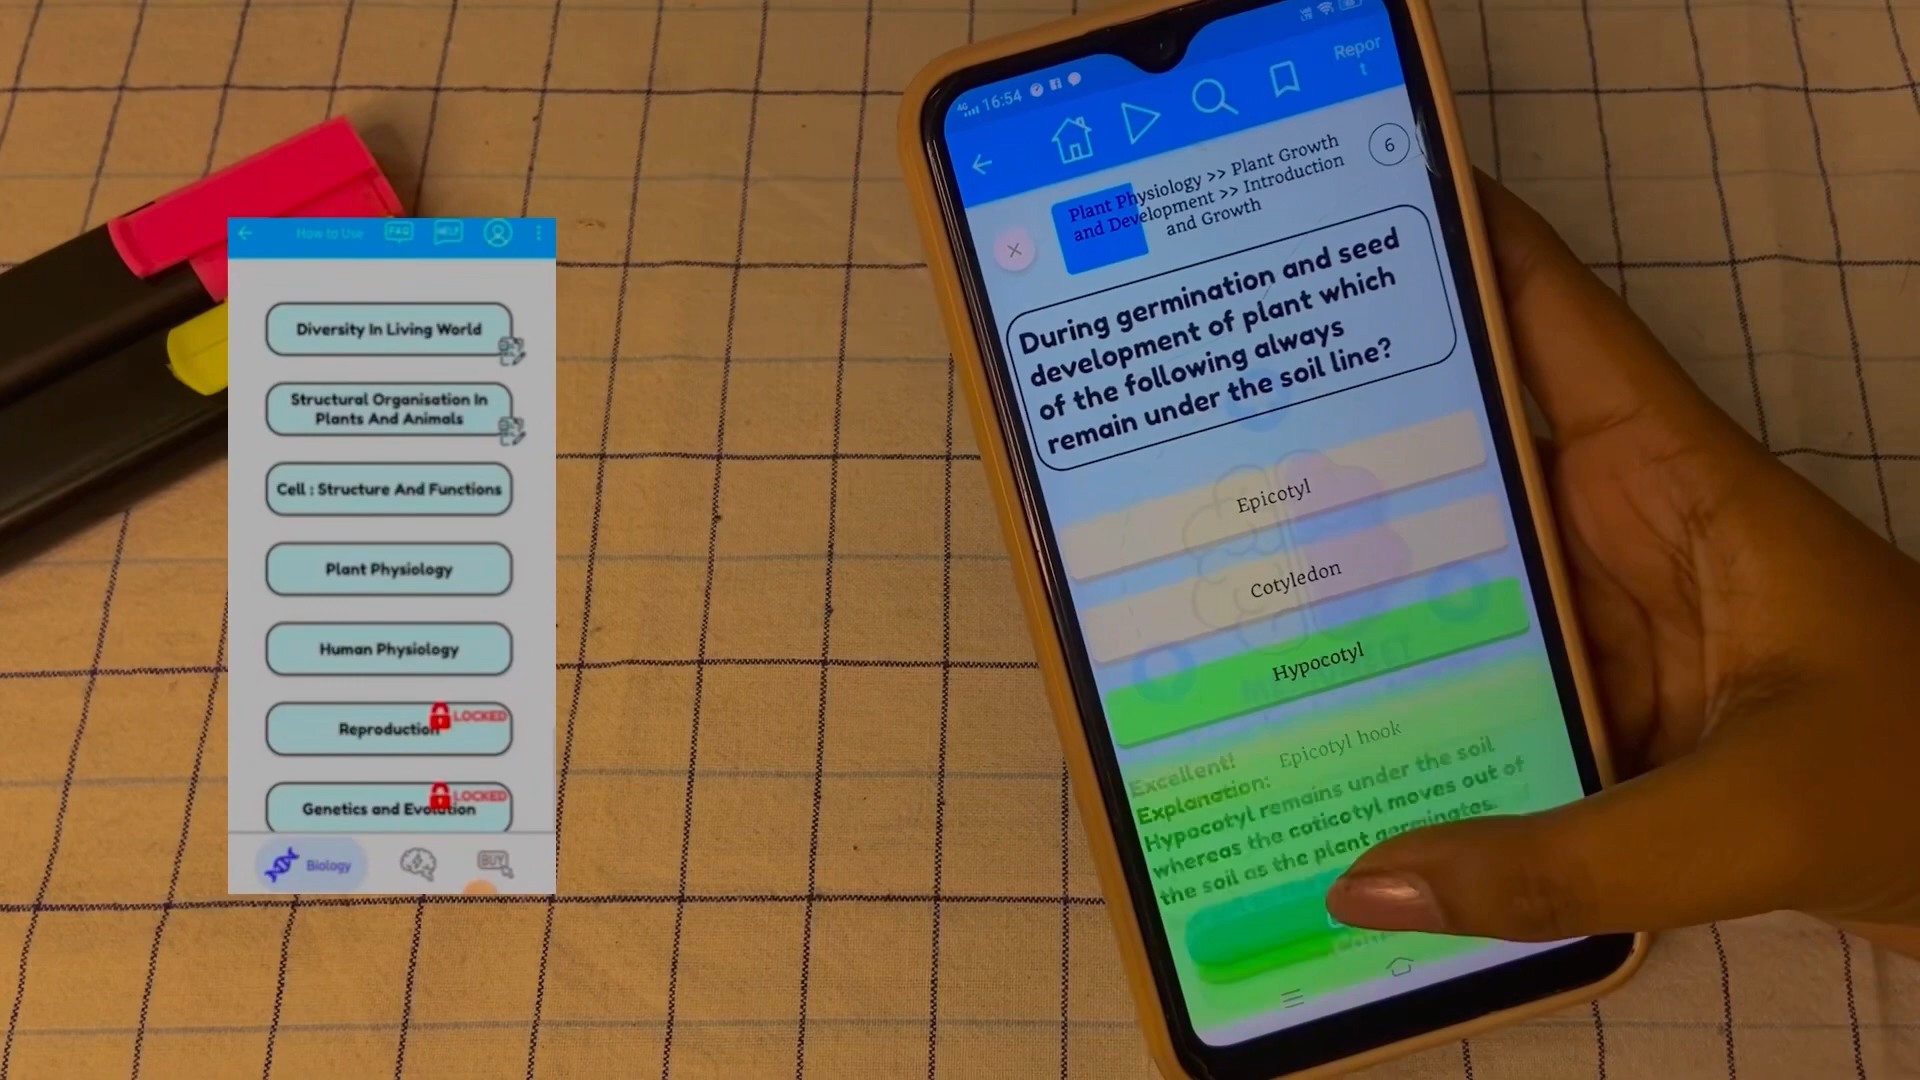 How to Use
FAQ
HELP
Diversity In Living World
Structural Organisation In
Plants And Animals
Cell : Structure And Functions
Plant Physiology
Human Physiology
Reproduction
LOCKED
Genetics and Evolution
LOCKED
Biology
BUY
4G
16:54
Repor
t
Plant Physiology >> Plant Growth
and Development >> Introduction
and Growth
6
During germination and seed
development of plant which
of the following always
remain under the soil line?
Epicotyl
Cotyledon
Hypocotyl
Epicotyl hook
Excellent!
Explanation:
Hypocotyl remains under the soil
whereas the coticotyl moves out of
the soil as the plant germinates.